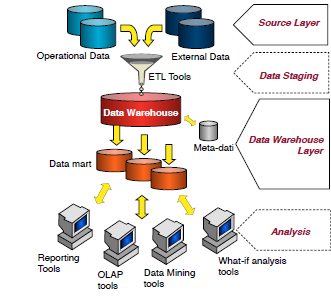 Source Layer
Operational Data
External Data
ETL Tools
Data Staging
Data Warehouse
Meta-dati
Data Warehouse
Layer
Data mart
Analysis
Reporting
Tools
OLAP
tools
Data Mining
tools
What-if analysis
tools